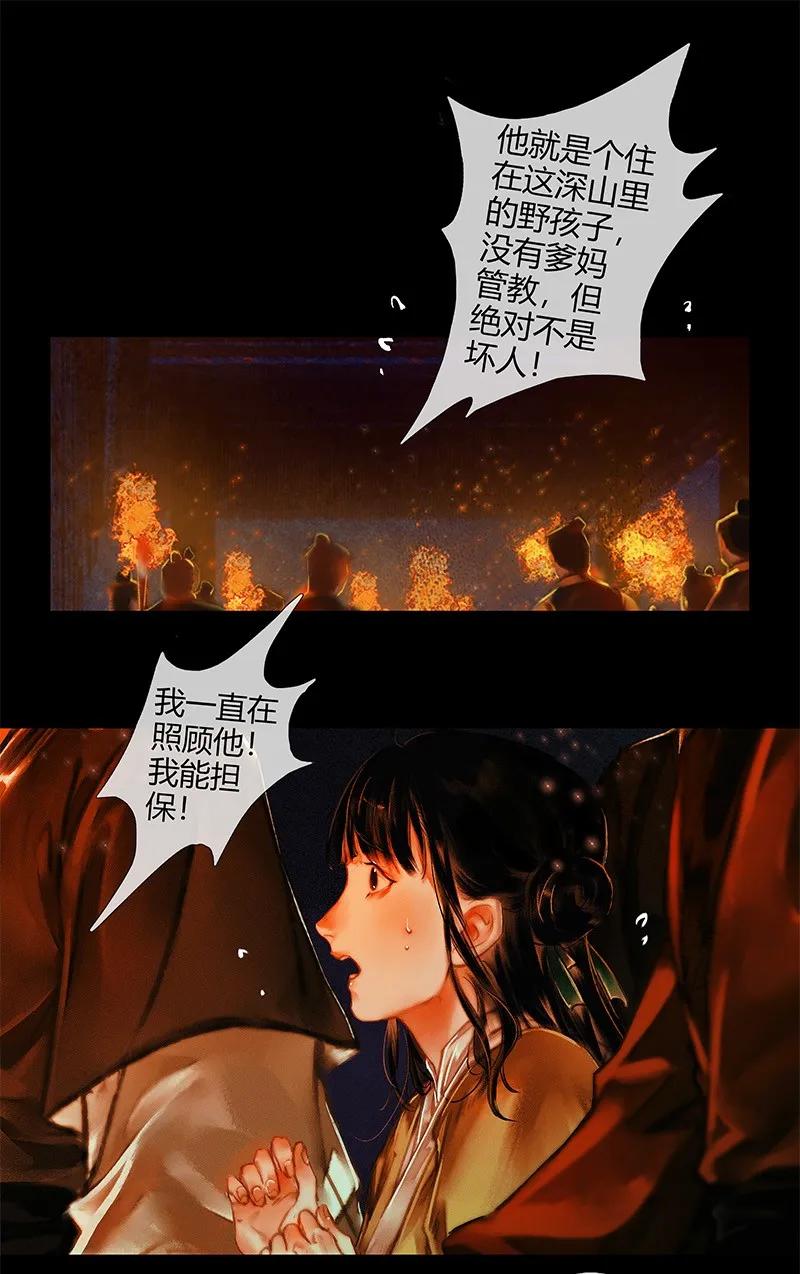 他就是个住
在这深山里
的野孩子，
没有爹妈
管教，但
绝对不是
坏人！
我一直在
照顾他！
我能担
保！